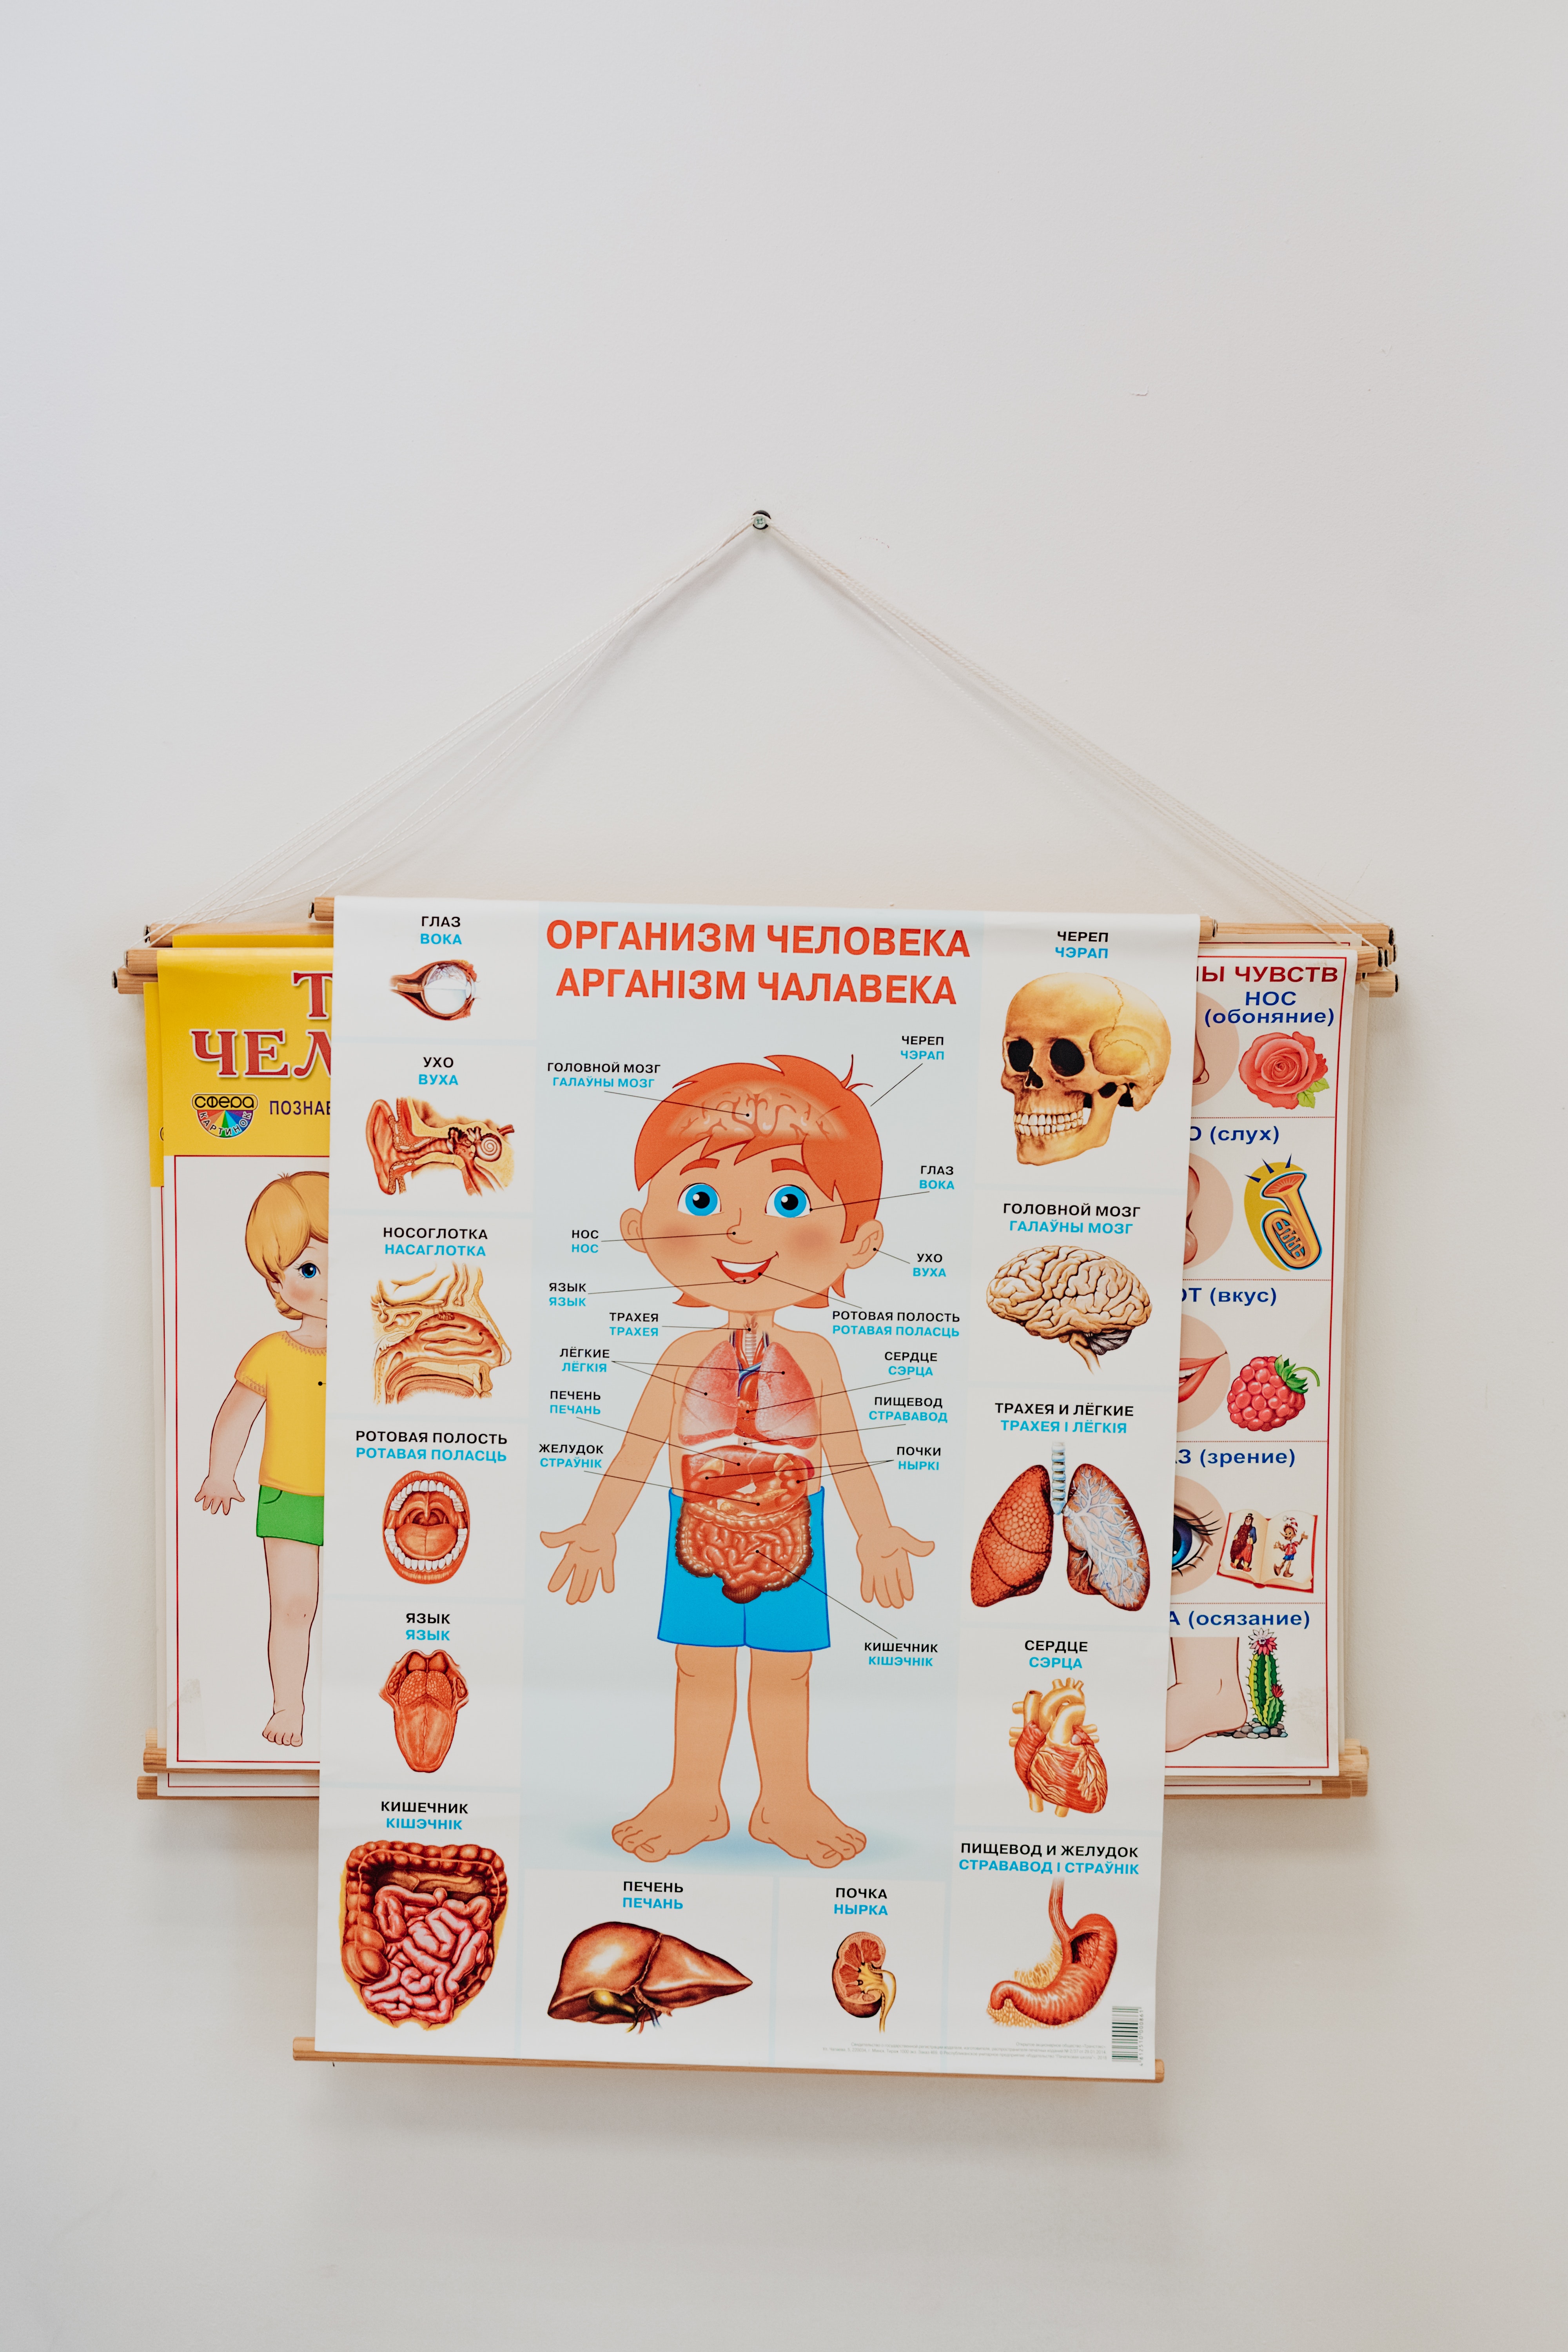 ОРГАНИЗМ ЧЕЛОВЕКА
АРГАНІЗМ ЧАЛАВЕКА
ГЛАЗ
ВОКА
УХО
ВУХА
НОСОГЛОТКА
НАСАГЛОТКА
РОТОВАЯ ПОЛОСТЬ
РОТАВАЯ ПОЛАСЦЬ
ЯЗЫК
ЯЗЫК
КИШЕЧНИК
КІШЭЧНІК
ГОЛОВНОЙ МОЗГ
ГАЛАЎНЫ МОЗГ
НОС
НОС
ЯЗЫК
ЯЗЫК
ТРАХЕЯ
ТРАХЕЯ
ЛЁГКИЕ
ЛЁГКІЯ
ПЕЧЕНЬ
ПЕЧАНЬ
ЖЕЛУДОК
СТРАЎНІК
ЧЕРЕП
ЧЭРАП
ГЛАЗ
ВОКА
УХО
ВУХА
РОТОВАЯ ПОЛОСТЬ
РОТАВАЯ ПОЛАСЦЬ
СЕРДЦЕ
СЭРЦА
ПИЩЕВОД
СТРАВАВОД
ПОЧКИ
НЫРКІ
КИШЕЧНИК
КІШЭЧНІК
ПЕЧЕНЬ
ПЕЧАНЬ
ПОЧКА
НЫРКА
ЧЕРЕП
ЧЭРАП
ГОЛОВНОЙ МОЗГ
ГАЛАЎНЫ МОЗГ
ТРАХЕЯ И ЛЁГКИЕ
ТРАХЕЯ І ЛЁГКІЯ
СЕРДЦЕ
СЭРЦА
ПИЩЕВОД И ЖЕЛУДОК
СТРАВАВОД І СТРАЎНІК
Т
ЧЕЛ
сфера
КАРТИНОК
ПОЗНАВ
НЫ ЧУВСТВ
НОС
(обоняние)
О (слух)
ОТ (вкус)
АЗ (зрение)
А (осязание)